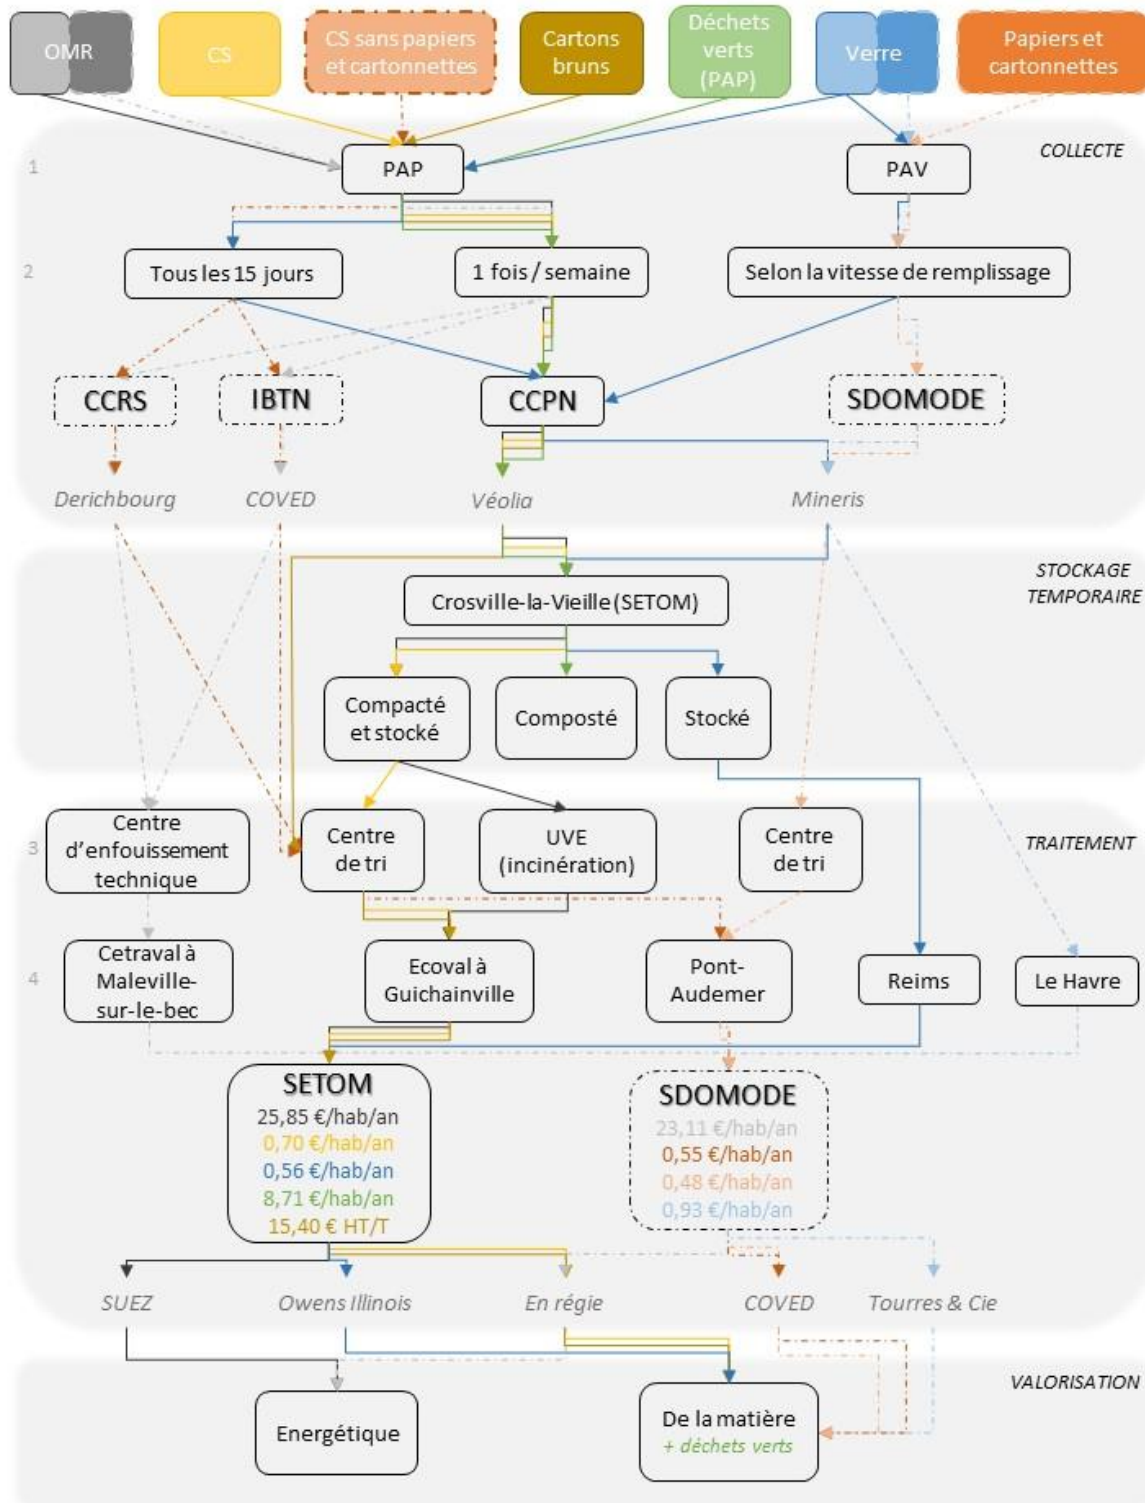 OMR
CS
CS sans papiers
et cartonnettes
Cartons
bruns
Déchets
verts
(PAP)
Verre
Papiers et
cartonnettes
COLLECTE
1
PAP
PAV
2
Tous les 15 jours
1 fois / semaine
Selon la vitesse de remplissage
CCRS
IBTN
CCPN
SDOMODE
Derichbourg
COVED
Véolia
Mineris
STOCKAGE
TEMPORAIRE
Crosville-la-Vieille (SETOM)
Compacté
et stocké
Composté
Stocké
TRAITEMENT
3
Centre
d'enfouissement
technique
Centre
de tri
UVE
(incinération)
Centre
de tri
4
Cetraval à
Maleville-
sur-le-bec
Ecoval à
Guichainville
Pont-
Audemer
Reims
Le Havre
SETOM
25,85 €/hab/an
0,70 €/hab/an
0,56 €/hab/an
8,71 €/hab/an
15,40 € HT/T
SDOMODE
23,11 €/hab/an
0,55 €/hab/an
0,48 €/hab/an
0,93 €/hab/an
SUEZ
Owens Illinois
En régie
COVED
Tourres & Cie
VALORISATION
Energétique
De la matière
+ déchets verts